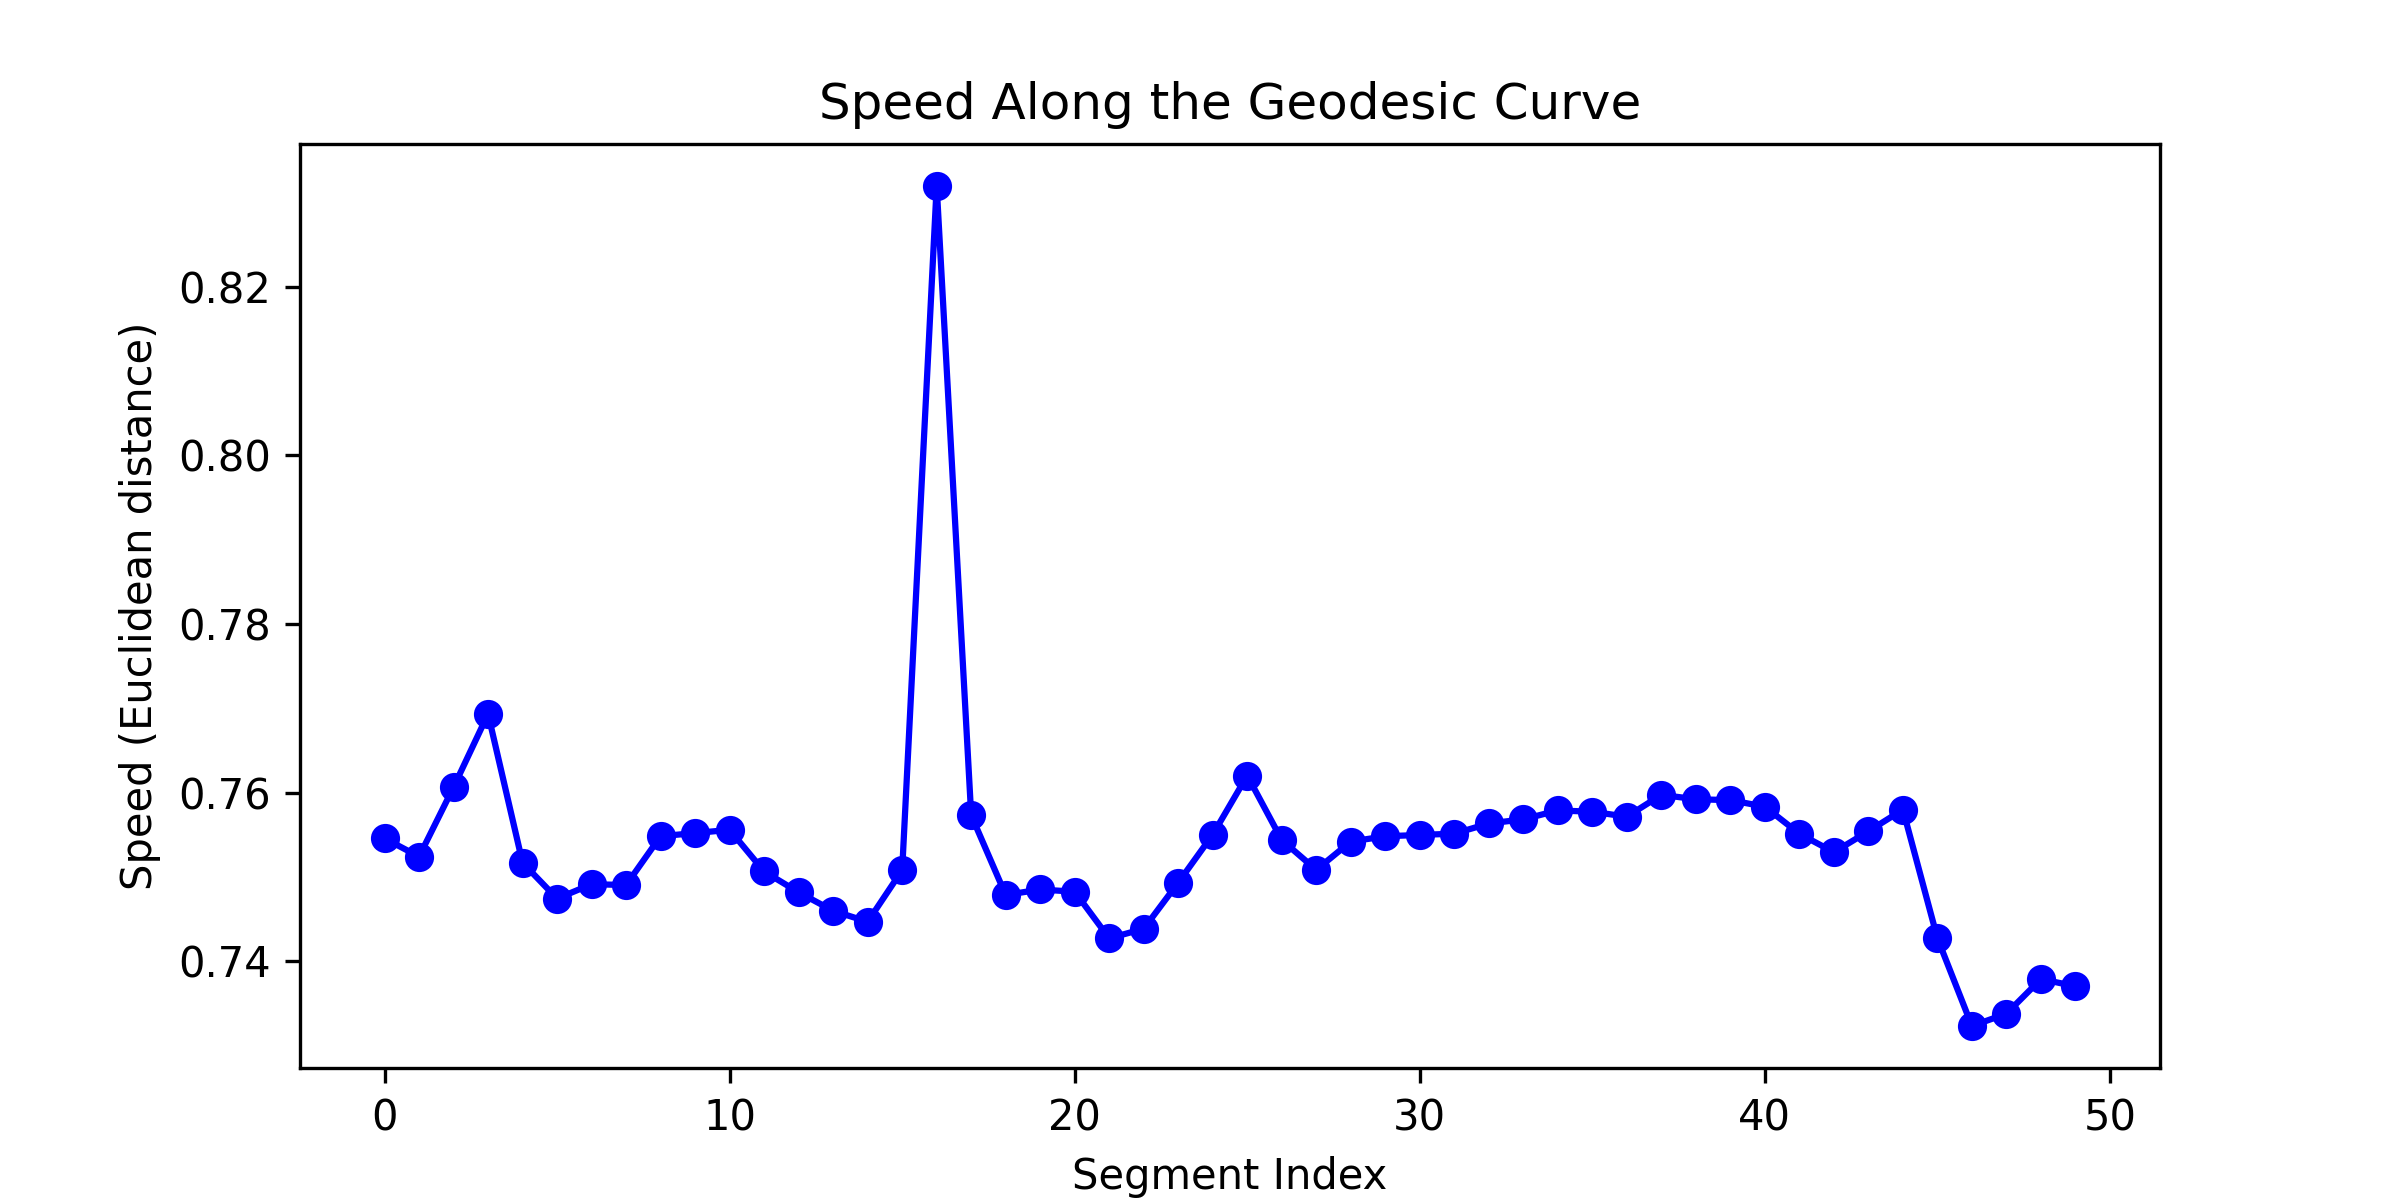 Speed Along the Geodesic Curve
Speed (Euclidean distance)
0.82
0.80
0.78
0.76
0.74
0 10 20 30 40 50
Segment Index